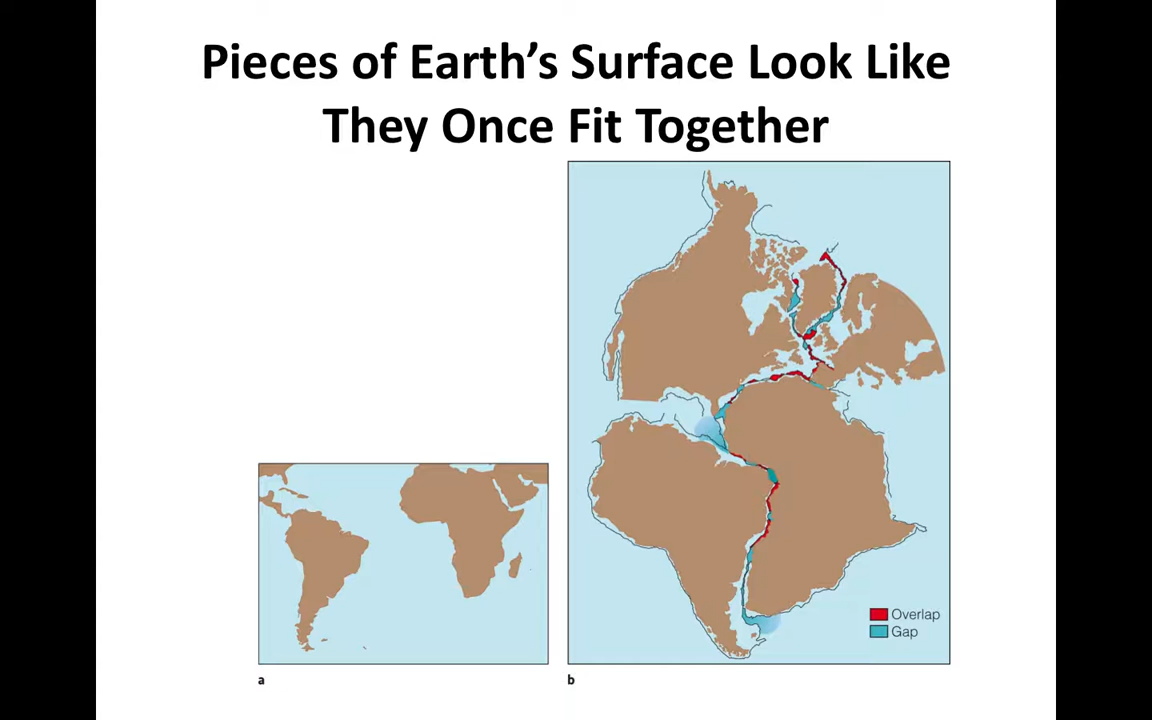 Pieces of Earth’s Surface Look Like
They Once Fit Together
Overlap
Gap
a
b